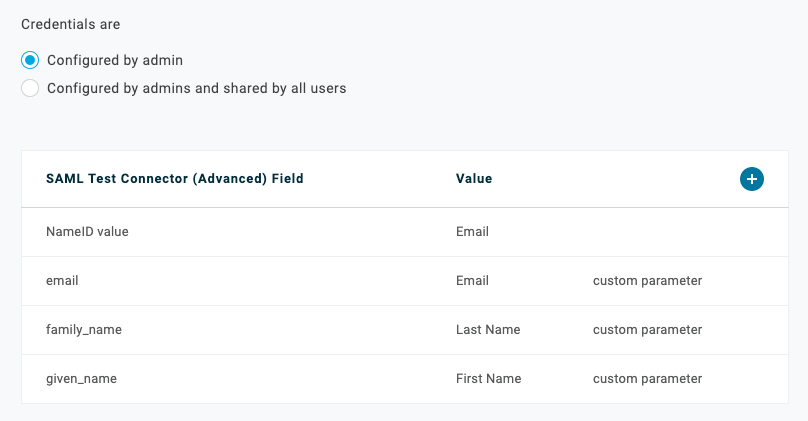 Credentials are
Configured by admin
Configured by admins and shared by all users
SAML Test Connector (Advanced) Field Value
NameID value Email
email Email custom parameter
family_name Last Name custom parameter
given_name First Name custom parameter